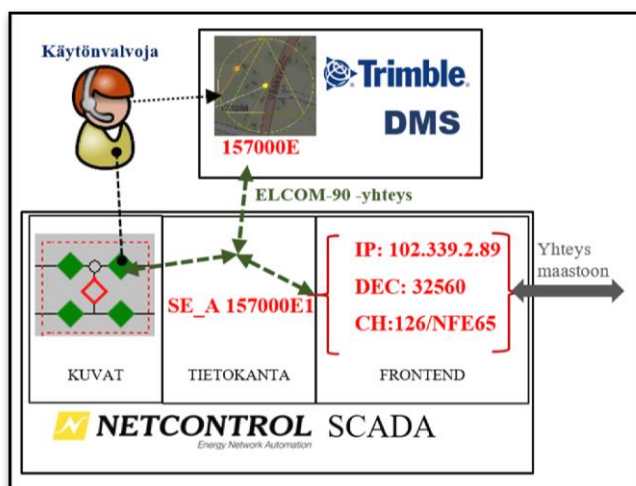 Käytönvalvoja
Trimble
DMS
157000E
ELCOM-90 -yhteys
IP: 102.339.2.89
DEC: 32560
CH:126/NFE65
SE_A 157000E1
Yhteys
maastoon
KUVAT
TIETOKANTA
FRONTEND
NETCONTROL SCADA
Energy Network Automation